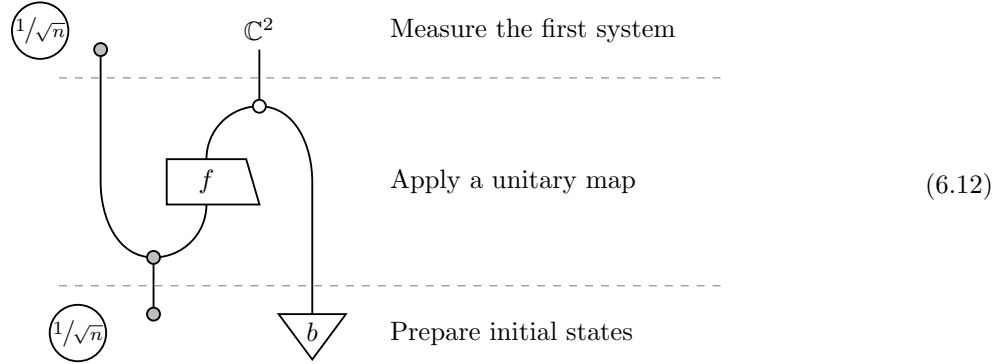 1/√n
ℂ² Measure the first system
f Apply a unitary map (6.12)
1/√n b Prepare initial states